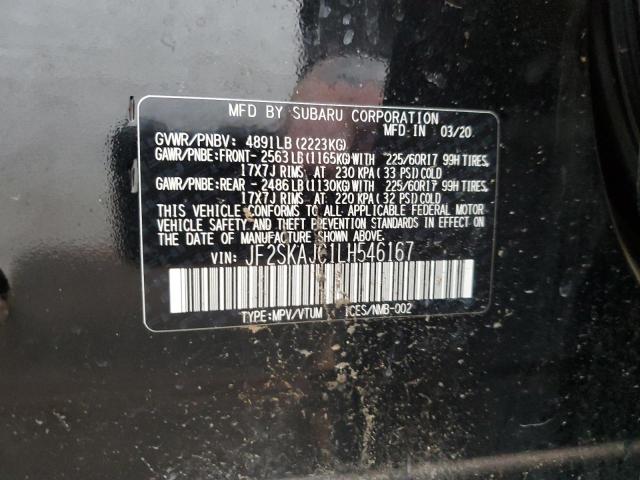 MFD BY SUBARU CORPORATION
MFD IN 03/20
GVWR/PNBV: 4891LB (2223KG)
GAWR/PNBE:FRONT- 2563LB (1165KG)WITH 225/60R17 99H TIRES,
17X7J RIMS AT 230 KPA (33 PSI)COLD
GAWR/PNBE:REAR - 2486LB (1130KG)WITH 225/60R17 99H TIRES,
17X7J RIMS AT 220 KPA (32 PSI)COLD
THIS VEHICLE CONFORMS TO ALL APPLICABLE FEDERAL MOTOR
VEHICLE SAFETY AND THEFT PREVENTION STANDARDS IN EFFECT
ON THE DATE OF MANUFACTURE SHOWN ABOVE.
VIN: JF2SKAJC1LH546167
TYPE:MPV/VTUM ICES/NMB-002